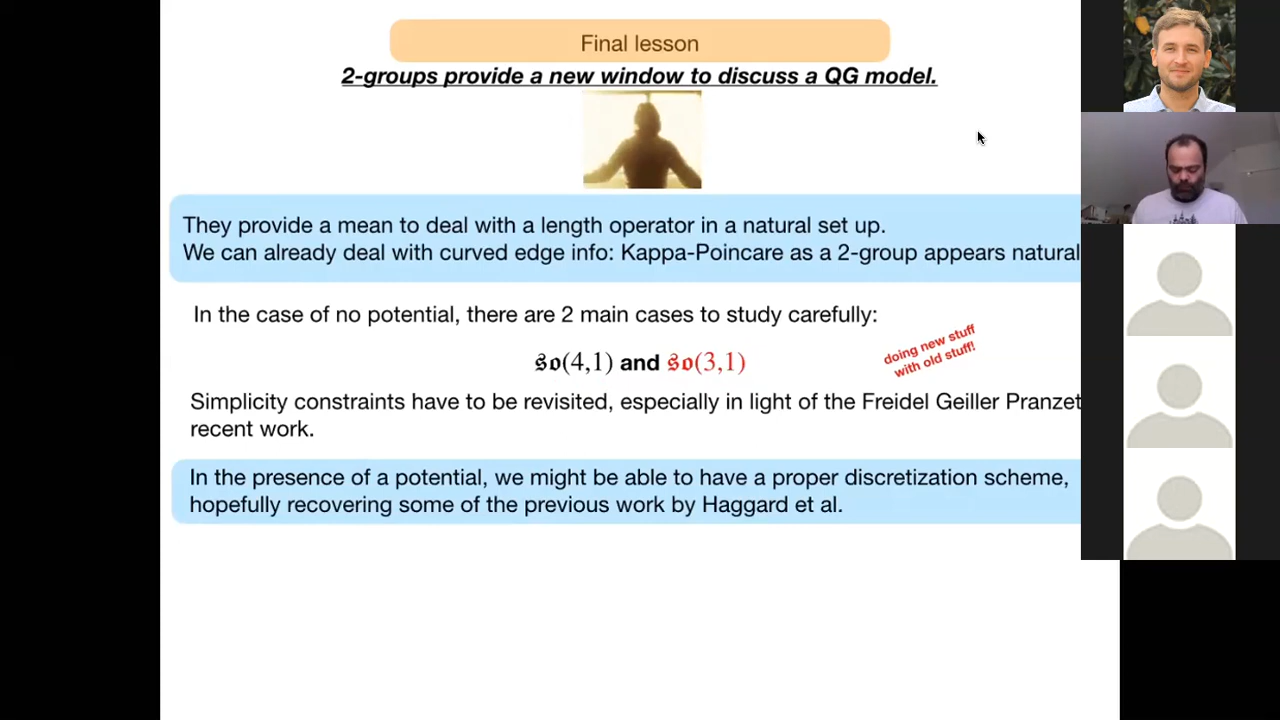 Final lesson
2-groups provide a new window to discuss a QG model.
They provide a mean to deal with a length operator in a natural set up.
We can already deal with curved edge info: Kappa-Poincare as a 2-group appears natural
In the case of no potential, there are 2 main cases to study carefully:
𝔰𝔬(4,1) and 𝔰𝔬(3,1)
doing new stuff
with old stuff!
Simplicity constraints have to be revisited, especially in light of the Freidel Geiller Pranzet
recent work.
In the presence of a potential, we might be able to have a proper discretization scheme,
hopefully recovering some of the previous work by Haggard et al.